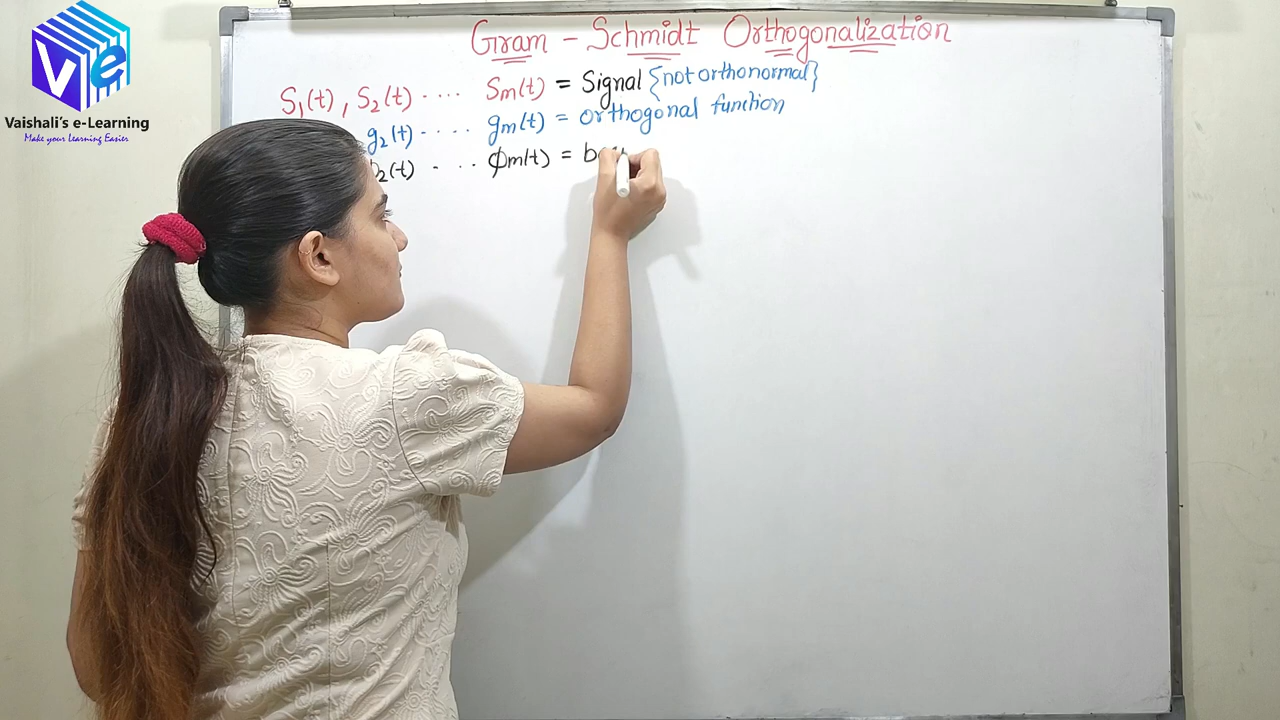 Gram - Schmidt Orthogonalization
S1(t), S2(t) .... Sm(t) = Signal {not orthonormal}
g2(t) .... gm(t) = orthogonal function
2(t) - .. ϕm(t) =
Ve
Vaishali's e-Learning
Make your Learning Easier